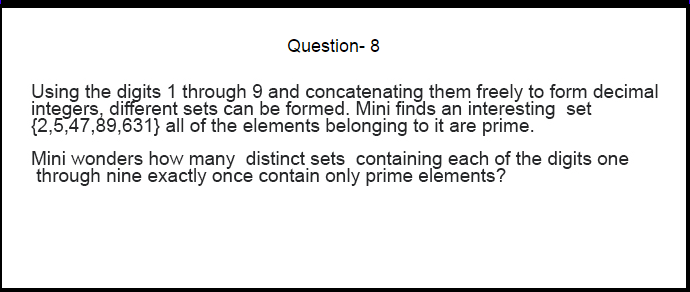 Question- 8
Using the digits 1 through 9 and concatenating them freely to form decimal
integers, different sets can be formed. Mini finds an interesting set
{2,5,47,89,631} all of the elements belonging to it are prime.
Mini wonders how many distinct sets containing each of the digits one
through nine exactly once contain only prime elements?